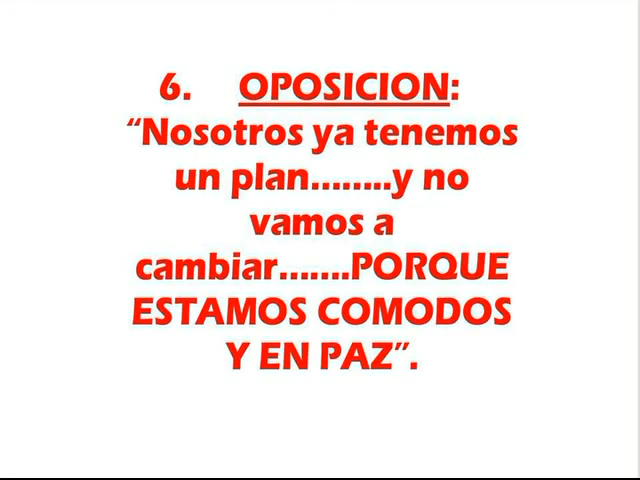 6. OPOSICION:
“Nosotros ya tenemos
un plan........y no
vamos a
cambiar.......PORQUE
ESTAMOS COMODOS
Y EN PAZ”.